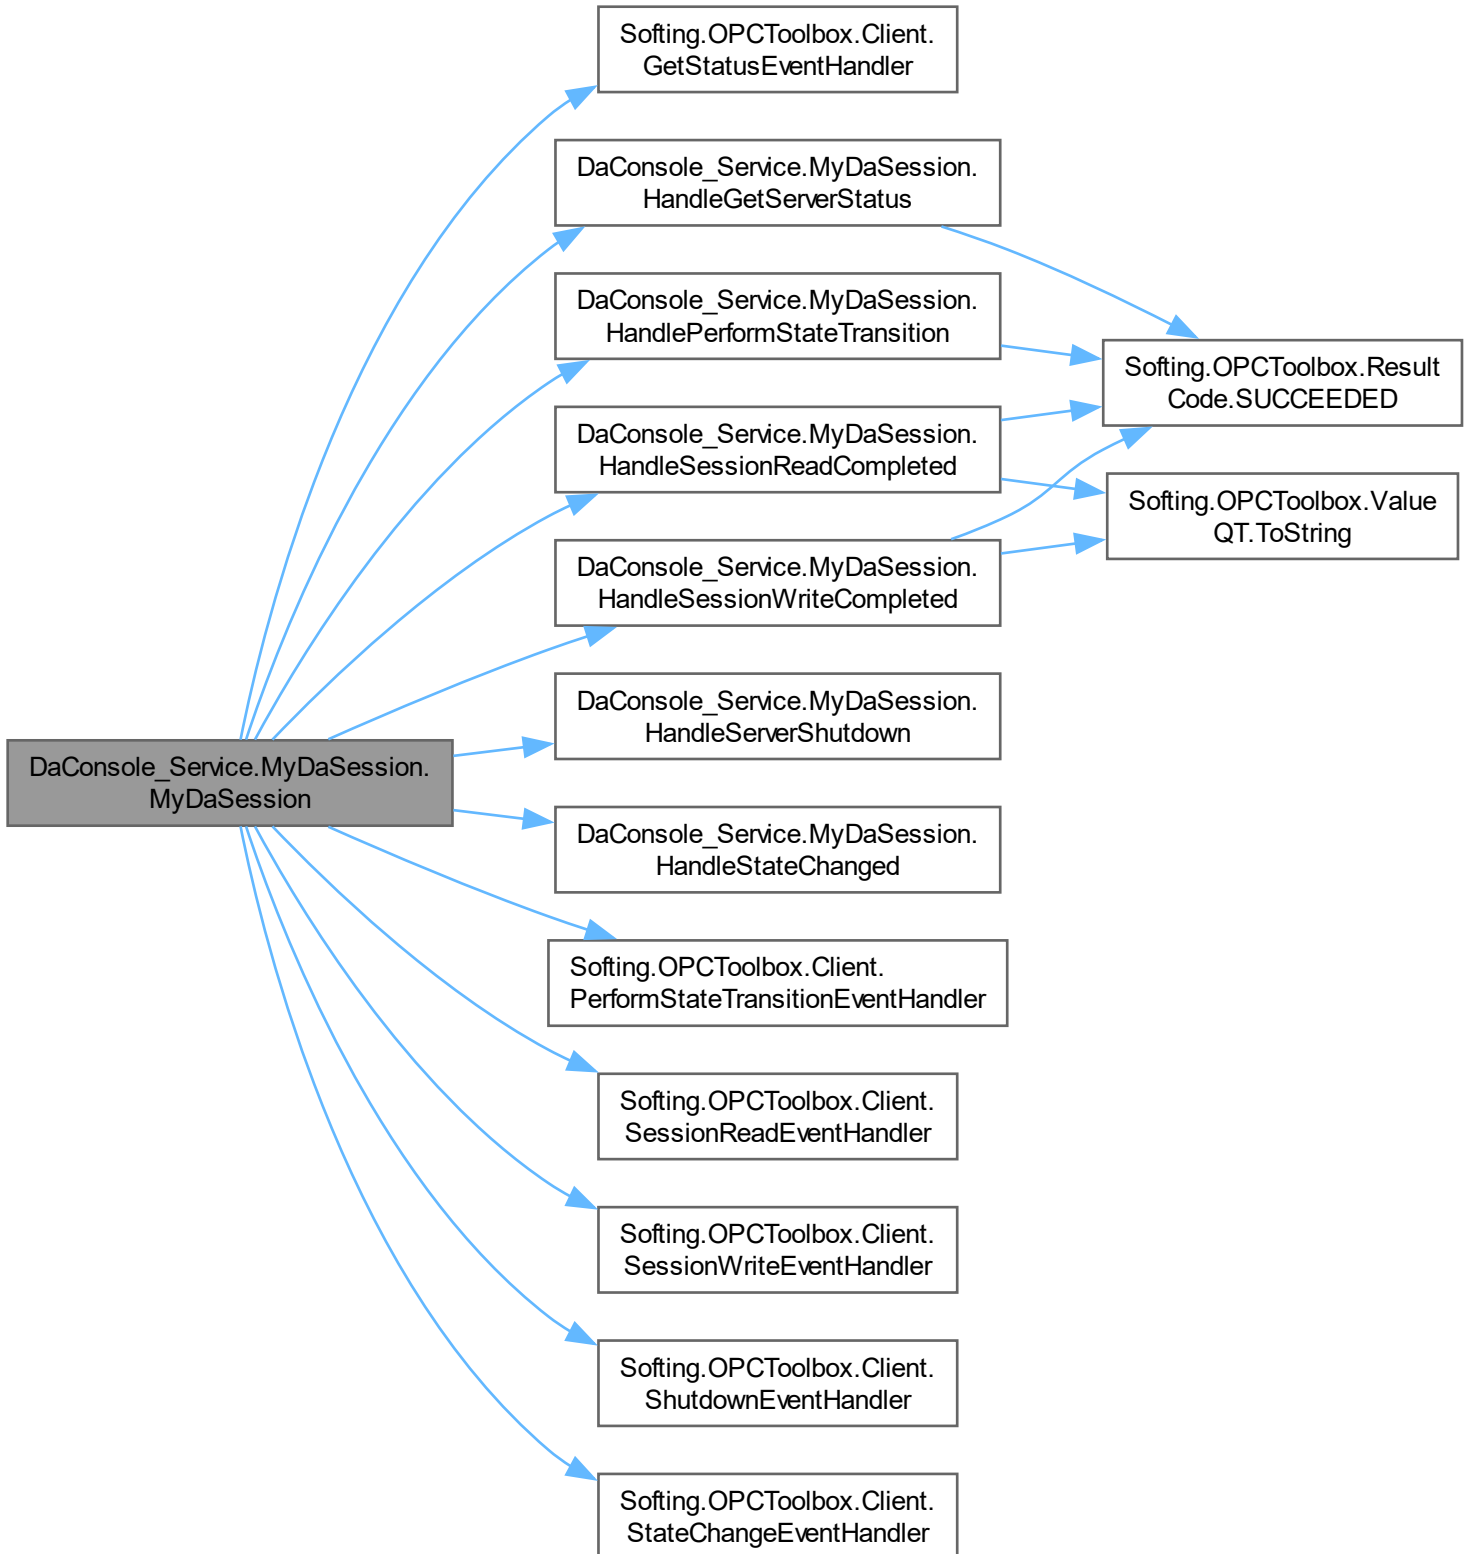 Softing.OPCToolbox.Client.
GetStatusEventHandler
DaConsole_Service.MyDaSession.
HandleGetServerStatus
DaConsole_Service.MyDaSession.
HandlePerformStateTransition
Softing.OPCToolbox.Result
Code.SUCCEEDED
DaConsole_Service.MyDaSession.
HandleSessionReadCompleted
Softing.OPCToolbox.Value
QT.ToString
DaConsole_Service.MyDaSession.
HandleSessionWriteCompleted
DaConsole_Service.MyDaSession.
HandleServerShutdown
DaConsole_Service.MyDaSession.
MyDaSession
DaConsole_Service.MyDaSession.
HandleStateChanged
Softing.OPCToolbox.Client.
PerformStateTransitionEventHandler
Softing.OPCToolbox.Client.
SessionReadEventHandler
Softing.OPCToolbox.Client.
SessionWriteEventHandler
Softing.OPCToolbox.Client.
ShutdownEventHandler
Softing.OPCToolbox.Client.
StateChangeEventHandler